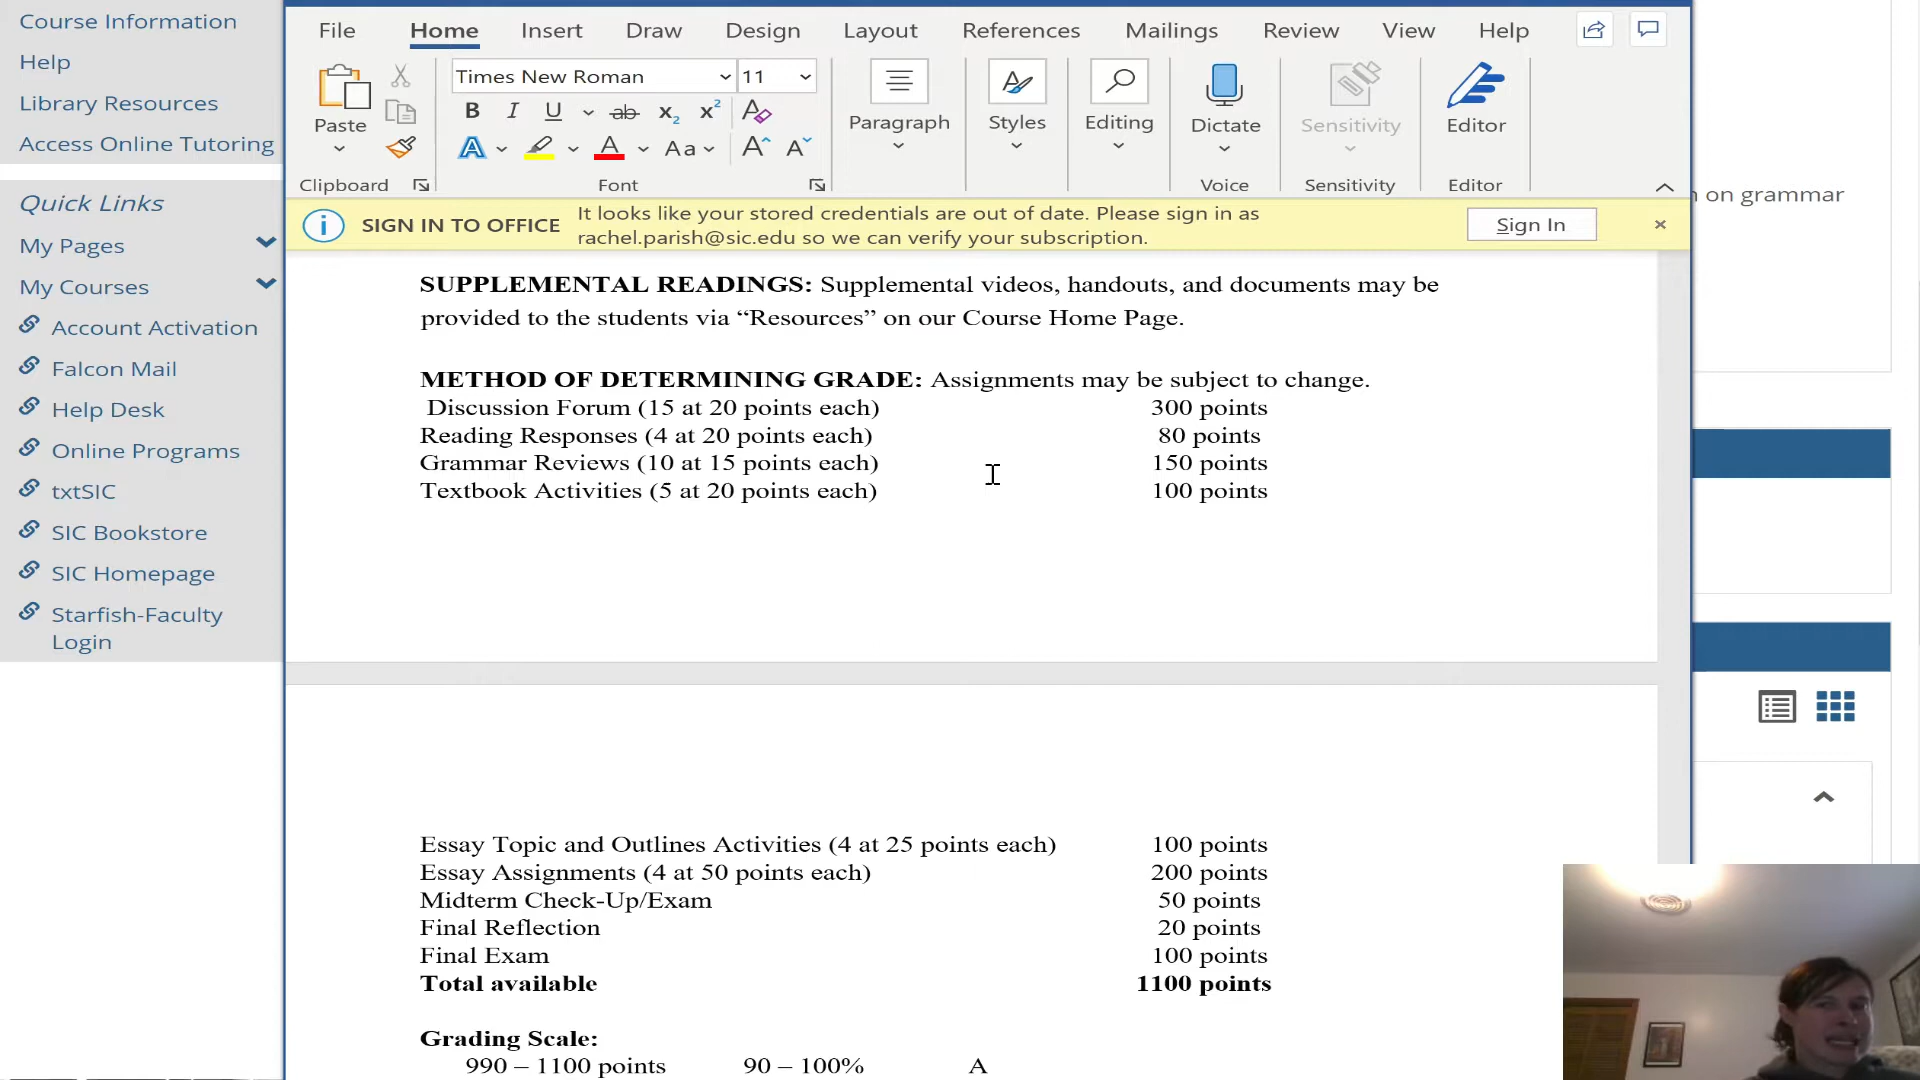 Course Information
Help
Library Resources
Access Online Tutoring
Quick Links
My Pages
My Courses
Account Activation
Falcon Mail
Help Desk
Online Programs
txtSIC
SIC Bookstore
SIC Homepage
Starfish-Faculty
Login
File Home Insert Draw Design Layout References Mailings Review View Help
Times New Roman 11
Paste
B I U ab x₂ x²
A A Aa A A
Clipboard Font
Paragraph Styles Editing Dictate Sensitivity Editor
Voice Sensitivity Editor
SIGN IN TO OFFICE
It looks like your stored credentials are out of date. Please sign in as
rachel.parish@sic.edu so we can verify your subscription.
Sign In
n on grammar
SUPPLEMENTAL READINGS: Supplemental videos, handouts, and documents may be
provided to the students via “Resources” on our Course Home Page.
METHOD OF DETERMINING GRADE: Assignments may be subject to change.
Discussion Forum (15 at 20 points each) 300 points
Reading Responses (4 at 20 points each) 80 points
Grammar Reviews (10 at 15 points each) 150 points
Textbook Activities (5 at 20 points each) 100 points
Essay Topic and Outlines Activities (4 at 25 points each) 100 points
Essay Assignments (4 at 50 points each) 200 points
Midterm Check-Up/Exam 50 points
Final Reflection 20 points
Final Exam 100 points
Total available 1100 points
Grading Scale:
990 – 1100 points 90 – 100% A